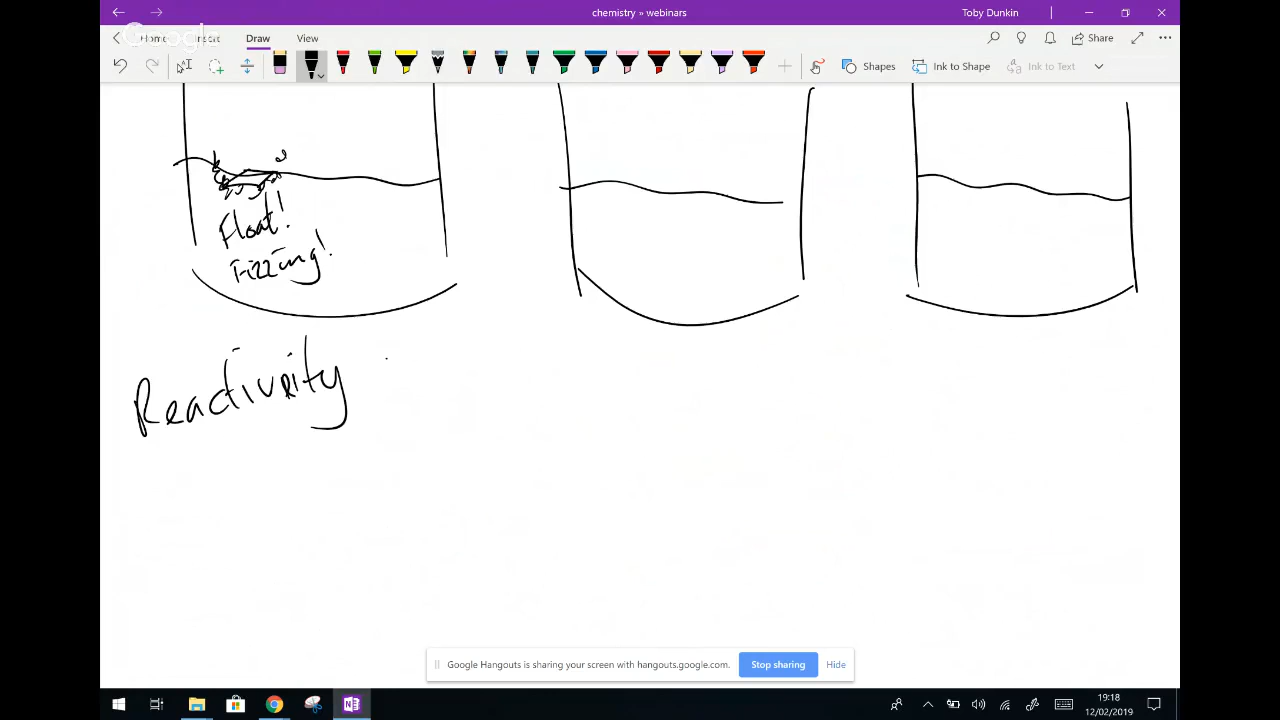 chemistry » webinars
Toby Dunkin
Google
Home Insert Draw View
Share
Shapes
Ink to Shape
Ink to Text
Float!
Fizzing!
Reactivity
Google Hangouts is sharing your screen with hangouts.google.com.
Stop sharing
Hide
19:18
12/02/2019